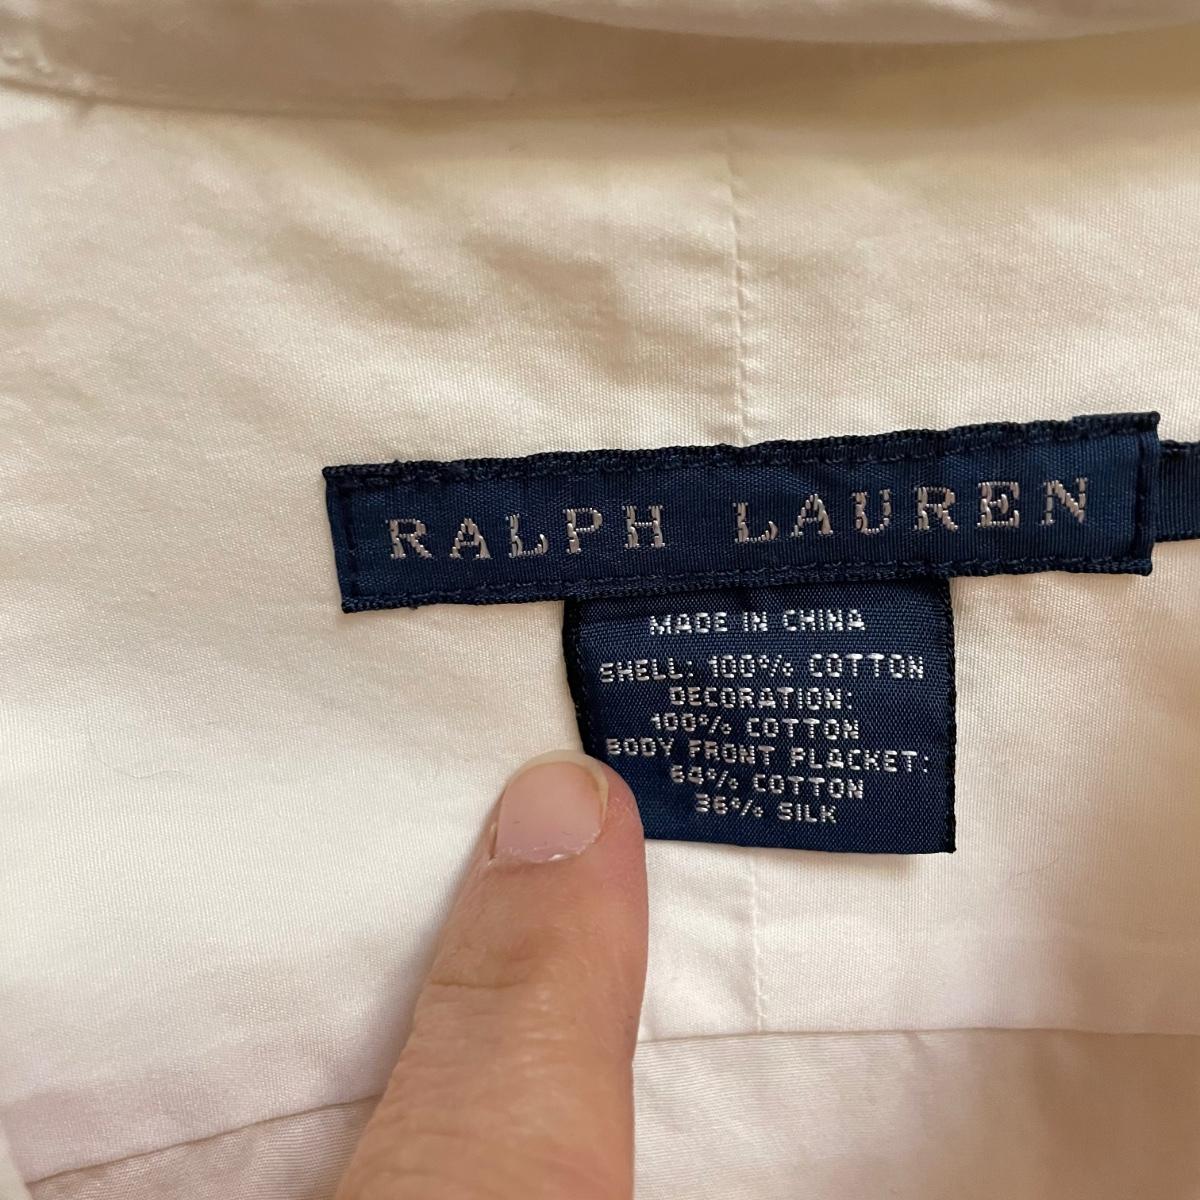 RALPH LAUREN
MADE IN CHINA
SHELL: 100% COTTON
DECORATION:
100% COTTON
BODY FRONT PLACKET:
64% COTTON
36% SILK